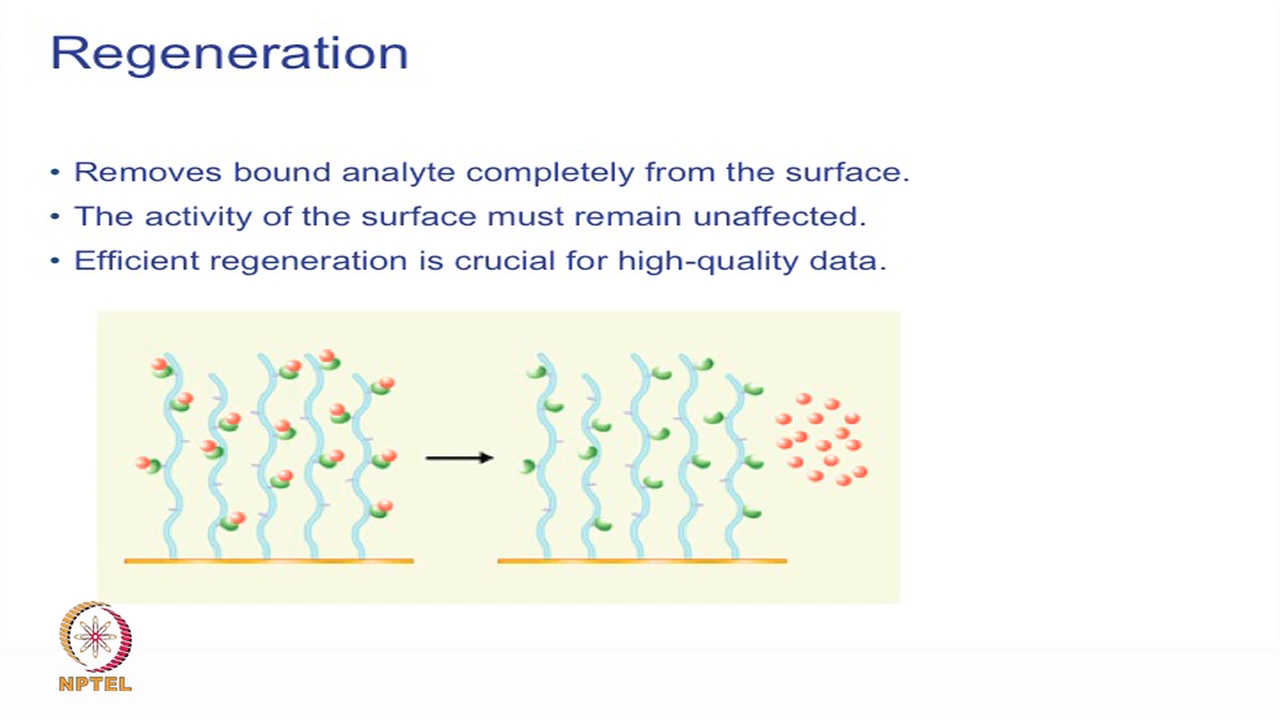 Regeneration
• Removes bound analyte completely from the surface.
• The activity of the surface must remain unaffected.
• Efficient regeneration is crucial for high-quality data.
NPTEL